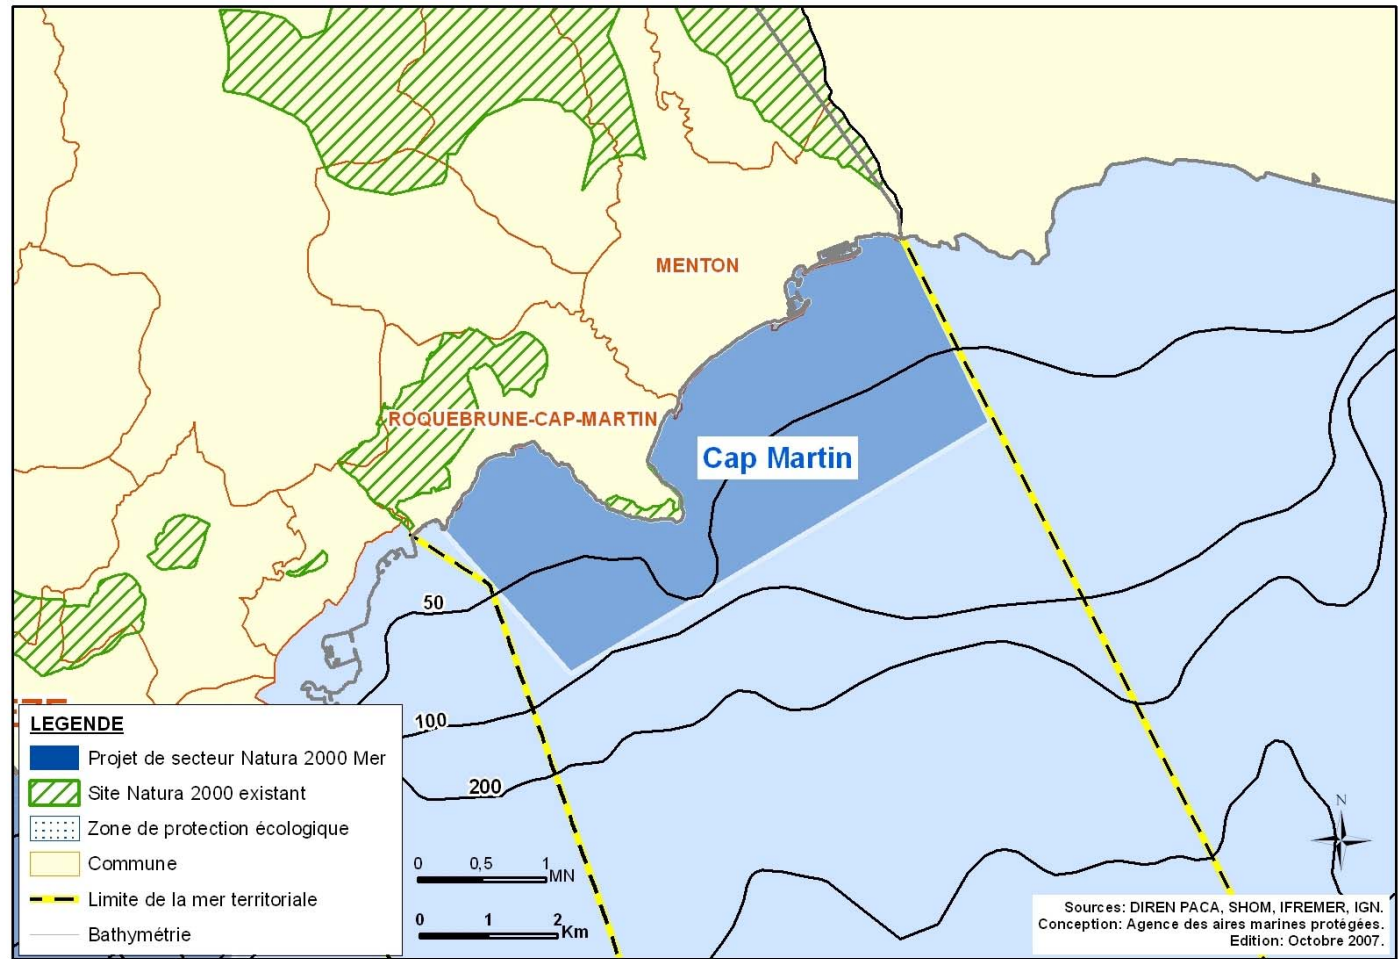 MENTON
ROQUEBRUNE-CAP-MARTIN
Cap Martin
50
100
200
LEGENDE
Projet de secteur Natura 2000 Mer
Site Natura 2000 existant
Zone de protection écologique
Commune
Limite de la mer territoriale
Bathymétrie
0 0,5 1
MN
0 1 2
Km
N
Sources: DIREN PACA, SHOM, IFREMER, IGN.
Conception: Agence des aires marines protégées.
Edition: Octobre 2007.